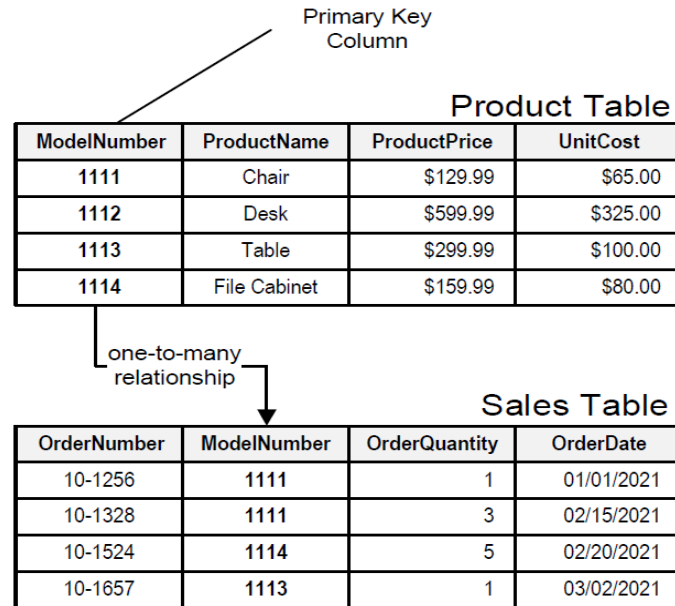 Primary Key
Column
Product Table
ModelNumber ProductName ProductPrice UnitCost
1111 Chair $129.99 $65.00
1112 Desk $599.99 $325.00
1113 Table $299.99 $100.00
1114 File Cabinet $159.99 $80.00
one-to-many
relationship
Sales Table
OrderNumber ModelNumber OrderQuantity OrderDate
10-1256 1111 1 01/01/2021
10-1328 1111 3 02/15/2021
10-1524 1114 5 02/20/2021
10-1657 1113 1 03/02/2021